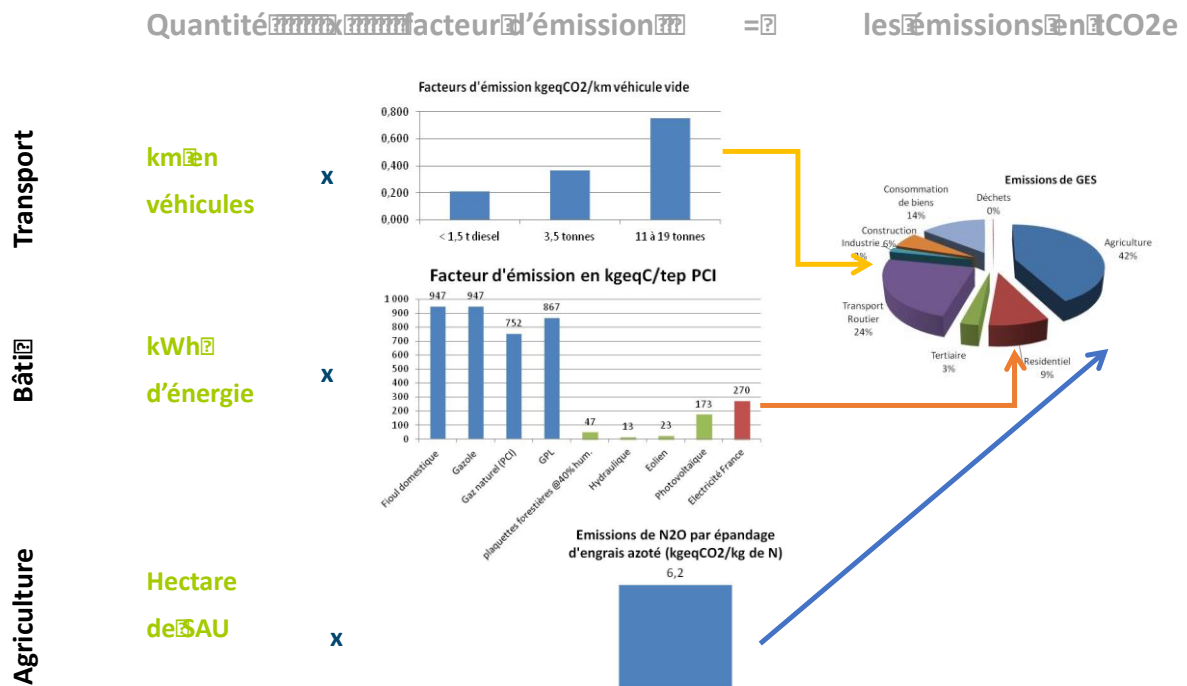 Quantité x facteur d'émission = les émissions en tCO2e
Transport
km en
véhicules
x
Facteurs d'émission kgeqCO2/km véhicule vide
0,800
0,600
0,400
0,200
0,000
< 1,5 t diesel
3,5 tonnes
11 à 19 tonnes
Emissions de GES
Consommation
de biens
14%
Déchets
0%
Construction
6%
Industrie
Agriculture
42%
Transport
Routier
24%
Tertiaire
3%
Residentiel
9%
Bâti
kWh
d'énergie
x
Facteur d'émission en kgeqC/tep PCI
1 000
900
800
700
600
500
400
300
200
100
0
947
947
752
867
47
13
23
173
270
Fioul domestique
Gazole
Gaz naturel (PCI)
GPL
plaquettes forestières @40% hum.
Hydraulique
Eolien
Photovoltaïque
Electricité France
Agriculture
Hectare
de SAU
x
Emissions de N2O par épandage
d'engrais azoté (kgeqCO2/kg de N)
6,2